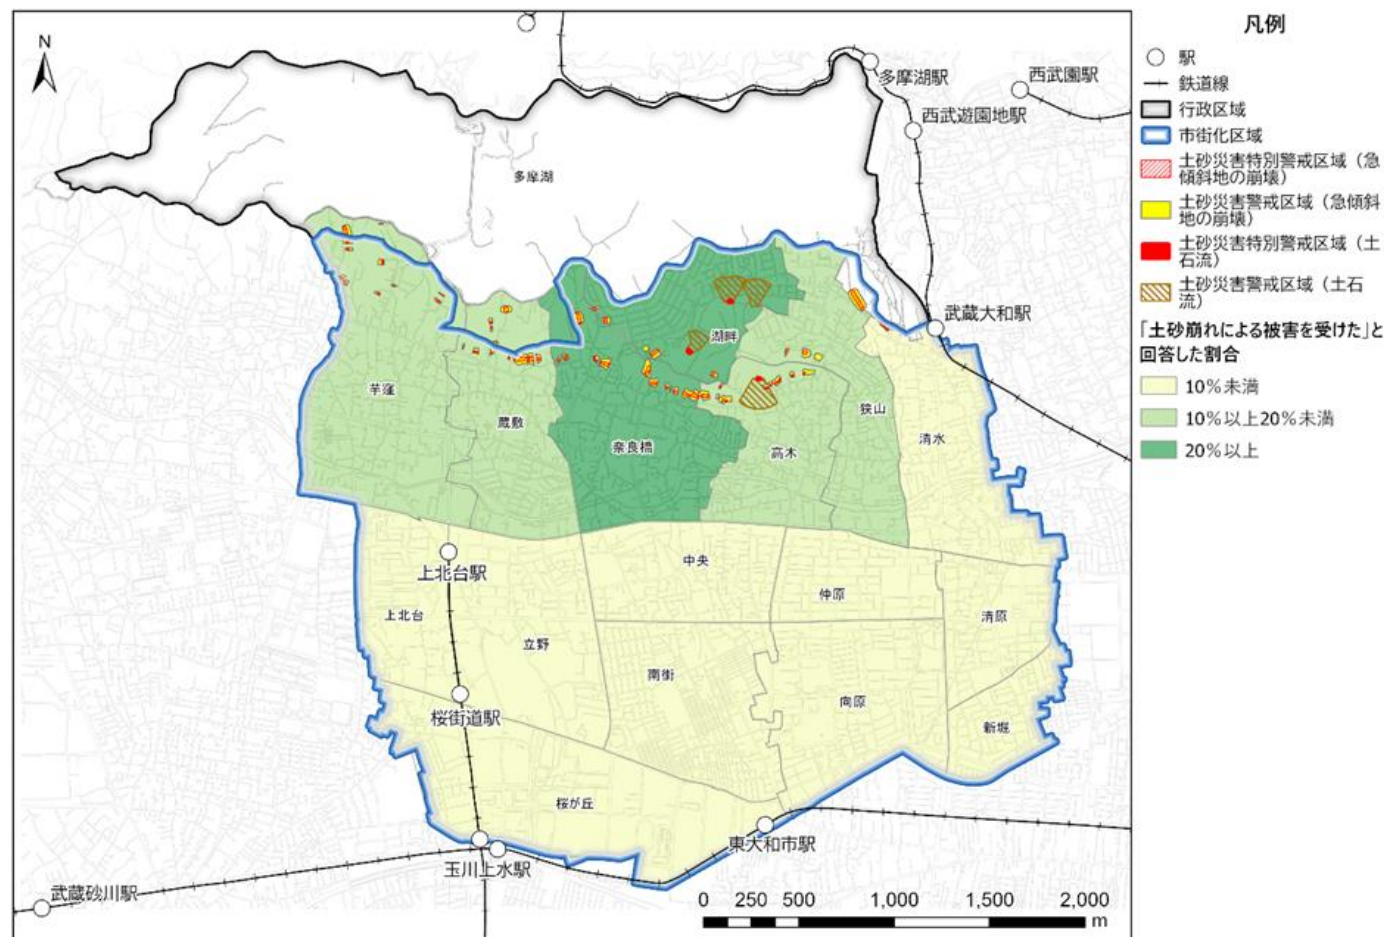 N
多摩湖駅
西武園駅
西武遊園地駅
多摩湖
武蔵大和駅
湖畔
芋窪
蔵敷
奈良橋
高木
狭山
清水
中央
上北台駅
上北台
立野
南街
仲原
清原
向原
新堀
桜街道駅
桜が丘
玉川上水駅
東大和市駅
武蔵砂川駅
0 250 500 1,000 1,500 2,000
m
凡例
駅
鉄道線
行政区域
市街化区域
土砂災害特別警戒区域（急
傾斜地の崩壊）
土砂災害警戒区域（急傾斜
地の崩壊）
土砂災害特別警戒区域（土
石流）
土砂災害警戒区域（土石
流）
「土砂崩れによる被害を受けた」と
回答した割合
10％未満
10％以上20％未満
20％以上